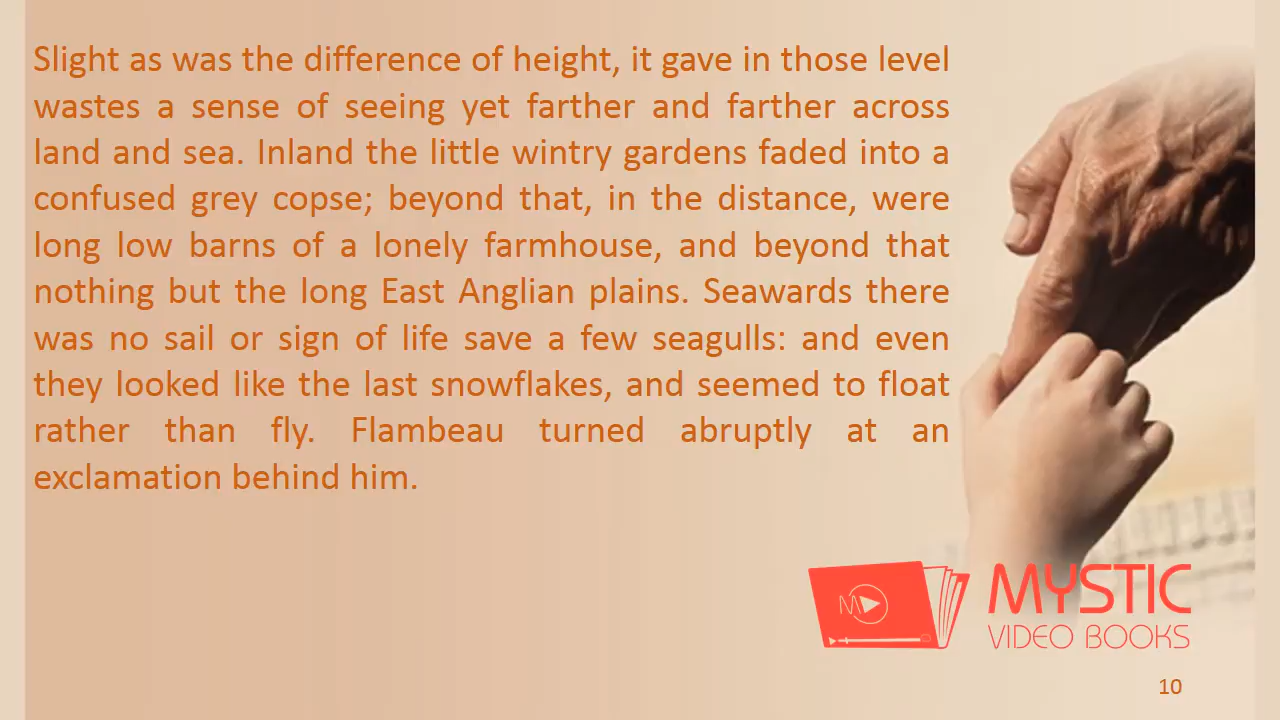 Slight as was the difference of height, it gave in those level
wastes a sense of seeing yet farther and farther across
land and sea. Inland the little wintry gardens faded into a
confused grey copse; beyond that, in the distance, were
long low barns of a lonely farmhouse, and beyond that
nothing but the long East Anglian plains. Seawards there
was no sail or sign of life save a few seagulls: and even
they looked like the last snowflakes, and seemed to float
rather than fly. Flambeau turned abruptly at an
exclamation behind him.
M
MYSTIC
VIDEO BOOKS
10